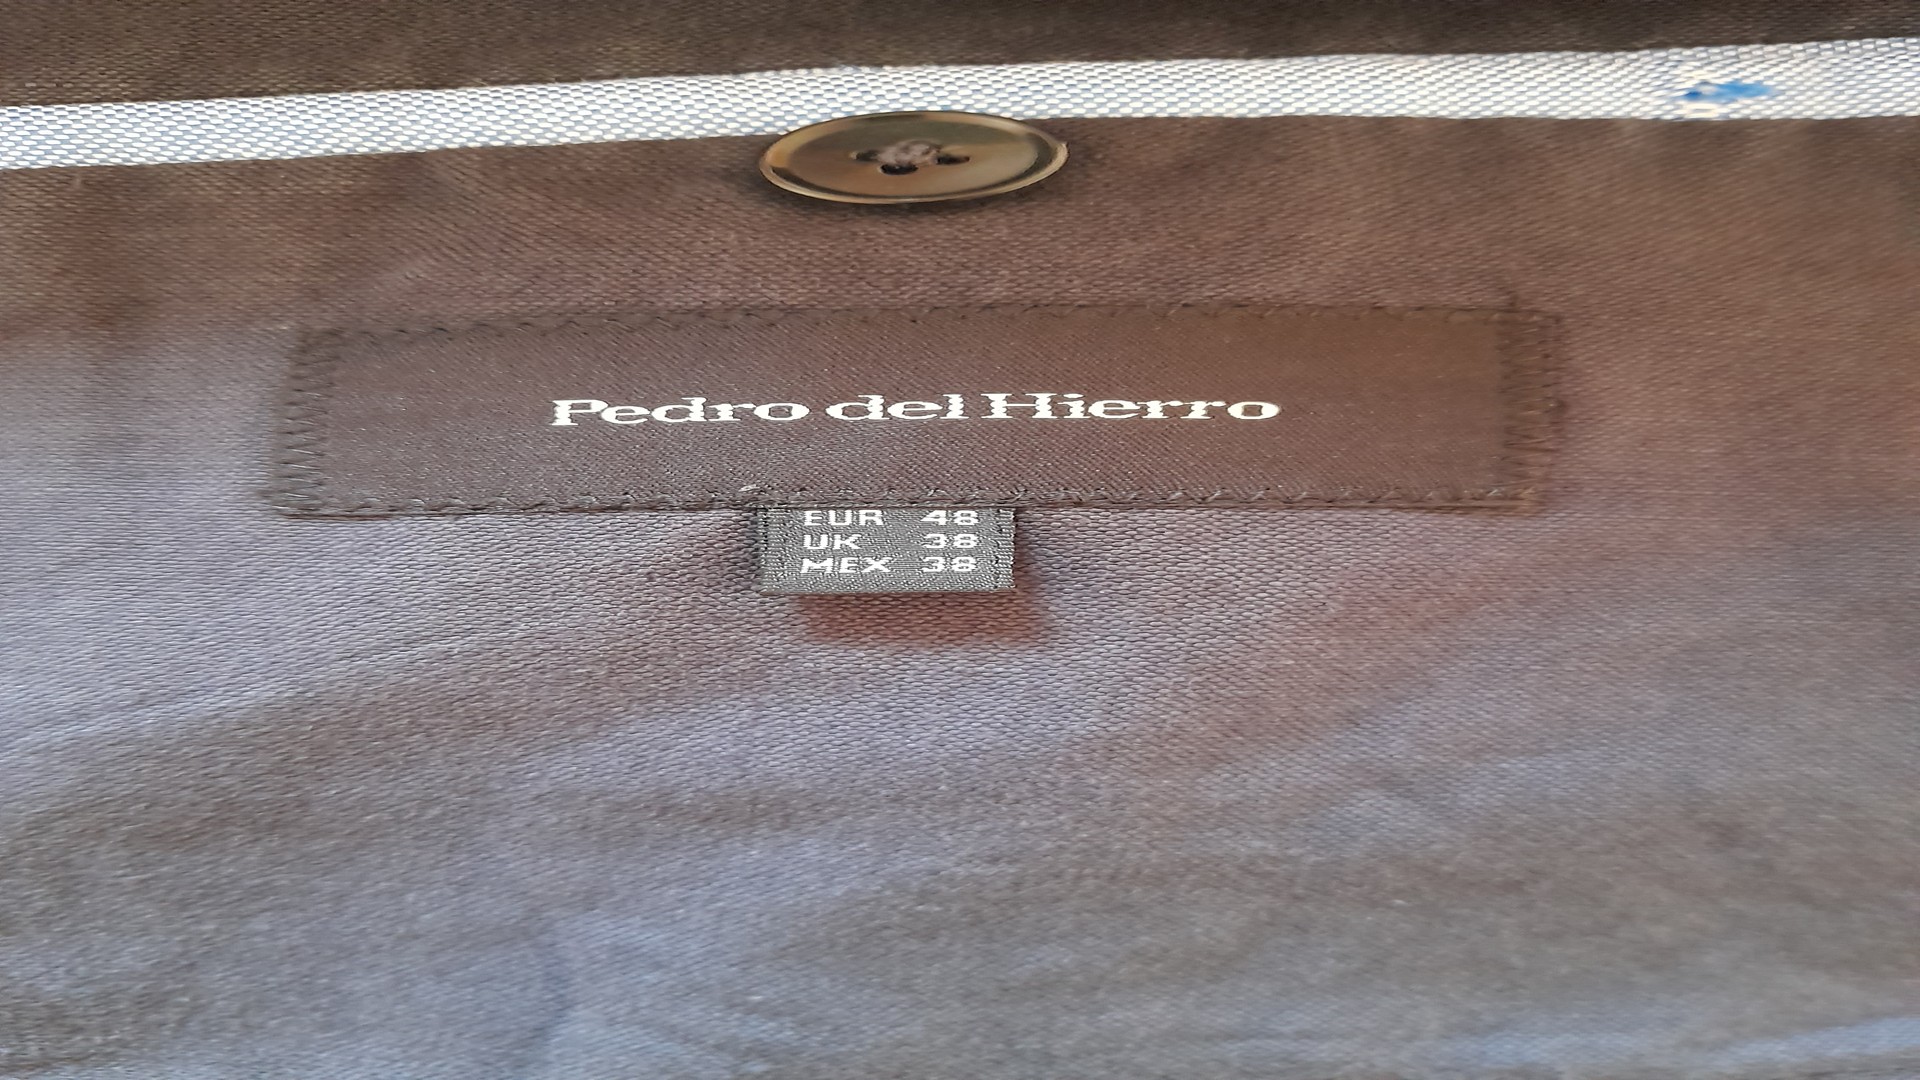 Pedro del Hierro
EUR 48
UK 38
MEX 38